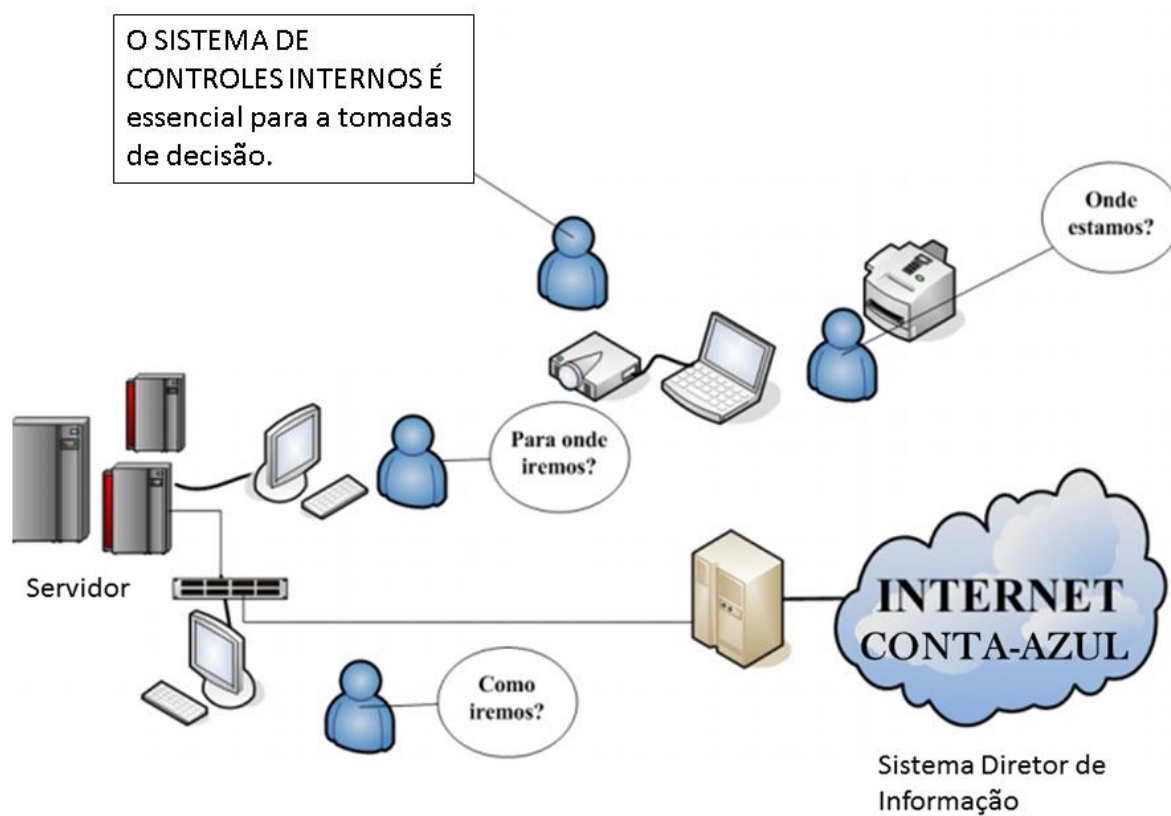 O SISTEMA DE
CONTROLES INTERNOS É
essencial para a tomadas
de decisão.
Onde
estamos?
Para onde
iremos?
Servidor
INTERNET
CONTA-AZUL
Como
iremos?
Sistema Diretor de
Informação